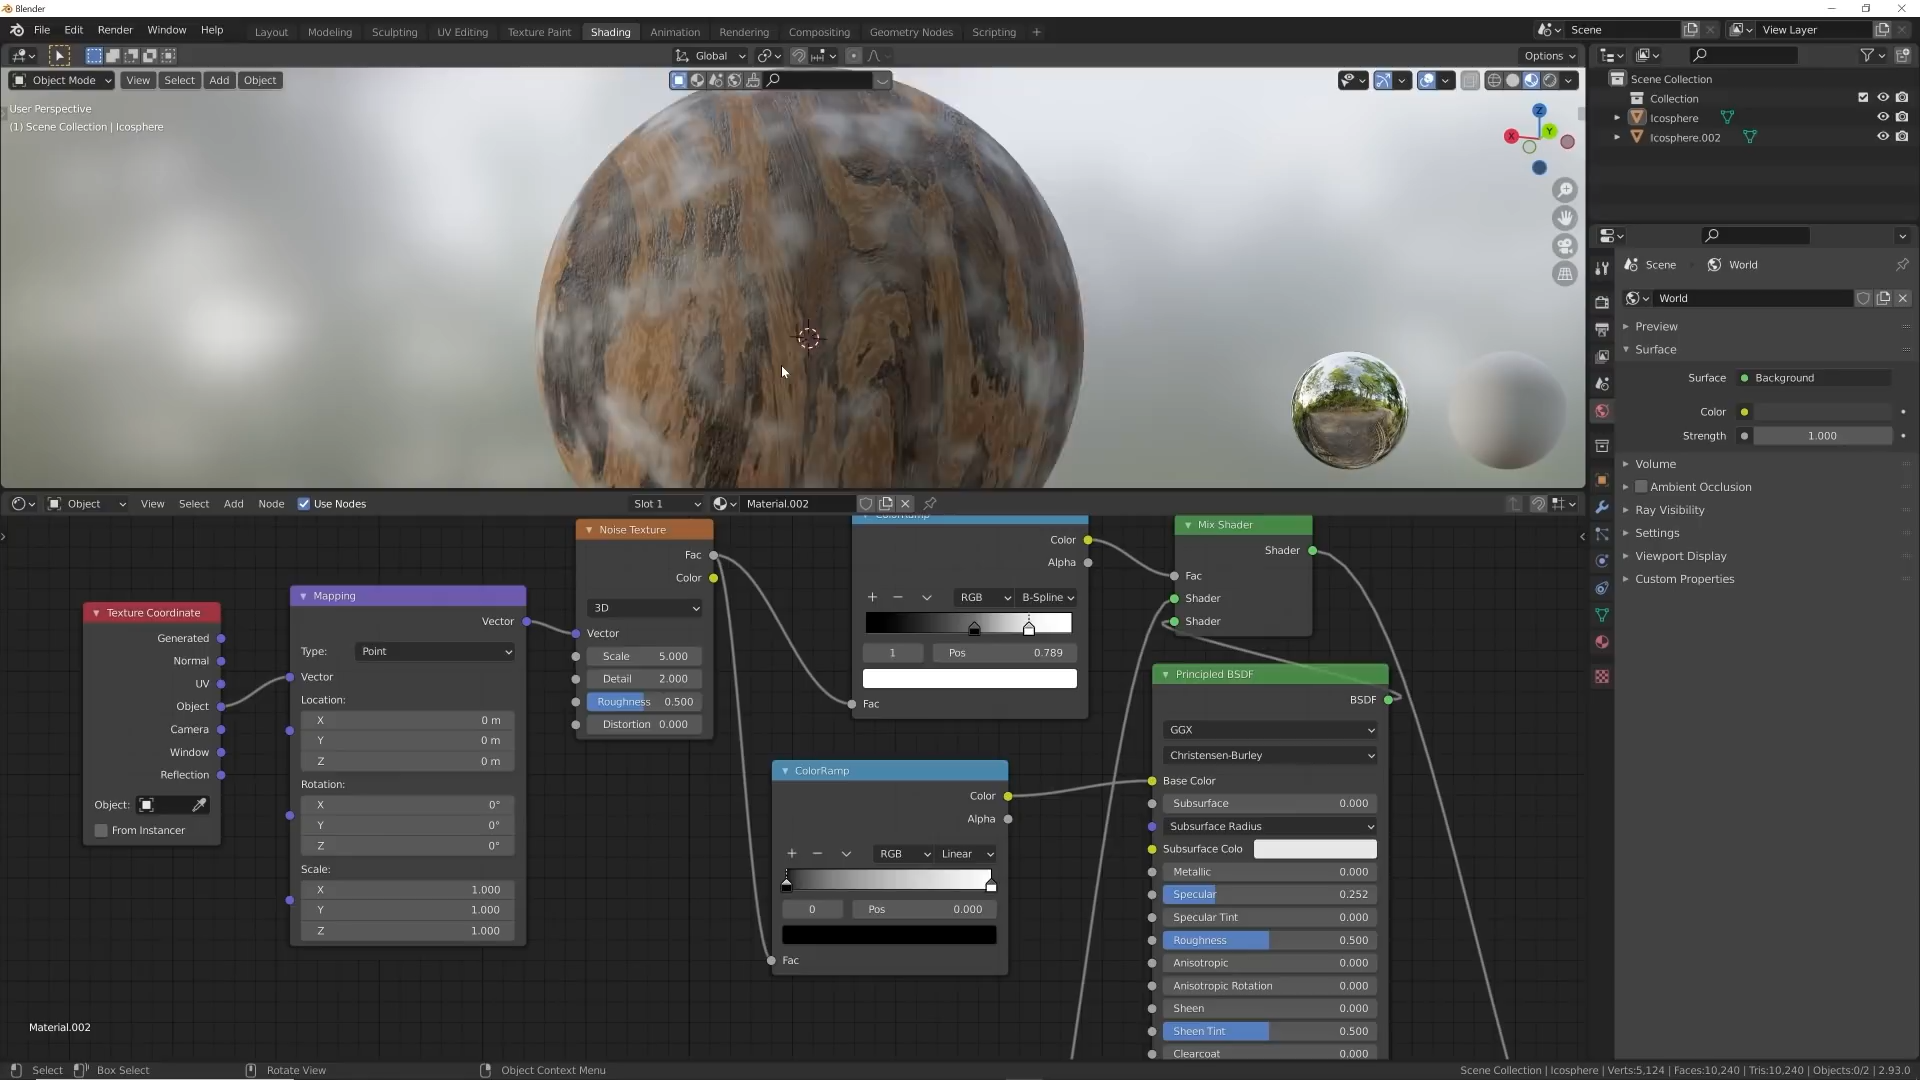 Blender
File Edit Render Window Help
Layout Modeling Sculpting UV Editing Texture Paint Shading Animation Rendering Compositing Geometry Nodes Scripting +
Scene
View Layer
Global
Options
Object Mode View Select Add Object
User Perspective
(1) Scene Collection | Icosphere
Z
Y
X
Scene Collection
Collection
Icosphere
Icosphere.002
Scene World
World
Preview
Surface
Surface Background
Color
Strength 1.000
Volume
Ambient Occlusion
Ray Visibility
Settings
Viewport Display
Custom Properties
Object View Select Add Node Use Nodes Slot 1 Material.002
Texture Coordinate
Generated
Normal
UV
Object
Camera
Window
Reflection
Object:
From Instancer
Mapping
Vector
Type: Point
Vector
Location:
X 0 m
Y 0 m
Z 0 m
Rotation:
X 0°
Y 0°
Z 0°
Scale:
X 1.000
Y 1.000
Z 1.000
Noise Texture
Fac
Color
3D
Vector
Scale 5.000
Detail 2.000
Roughness 0.500
Distortion 0.000
ColorRamp
Color
Alpha
RGB B-Spline
1 Pos 0.789
Fac
ColorRamp
Color
Alpha
RGB Linear
0 Pos 0.000
Fac
Mix Shader
Shader
Fac
Shader
Shader
Principled BSDF
BSDF
GGX
Christensen-Burley
Base Color
Subsurface 0.000
Subsurface Radius
Subsurface Colo
Metallic 0.000
Specular 0.252
Specular Tint 0.000
Roughness 0.500
Anisotropic 0.000
Anisotropic Rotation 0.000
Sheen 0.000
Sheen Tint 0.500
Clearcoat 0.000
Material.002
Select Box Select Rotate View Object Context Menu
Scene Collection | Icosphere | Verts:5,124 | Faces:10,240 | Tris:10,240 | Objects:0/2 | 2.93.0